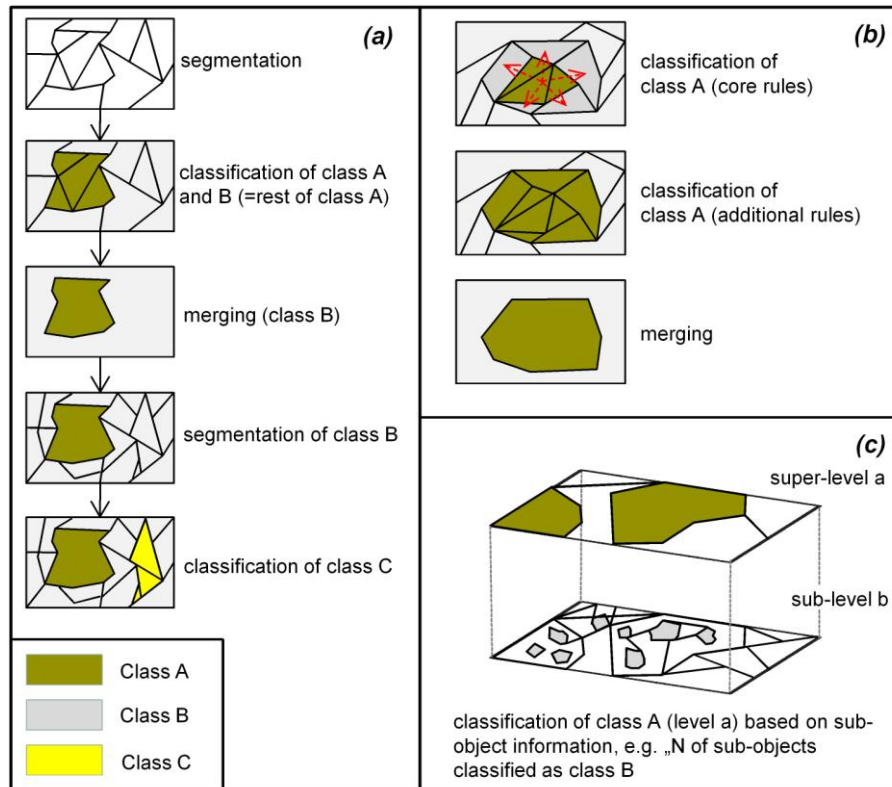 (a)
segmentation
classification of class A
and B (=rest of class A)
merging (class B)
segmentation of class B
classification of class C
Class A
Class B
Class C
(b)
classification of
class A (core rules)
classification of
class A (additional rules)
merging
(c)
super-level a
sub-level b
classification of class A (level a) based on sub-
object information, e.g. „N of sub-objects
classified as class B